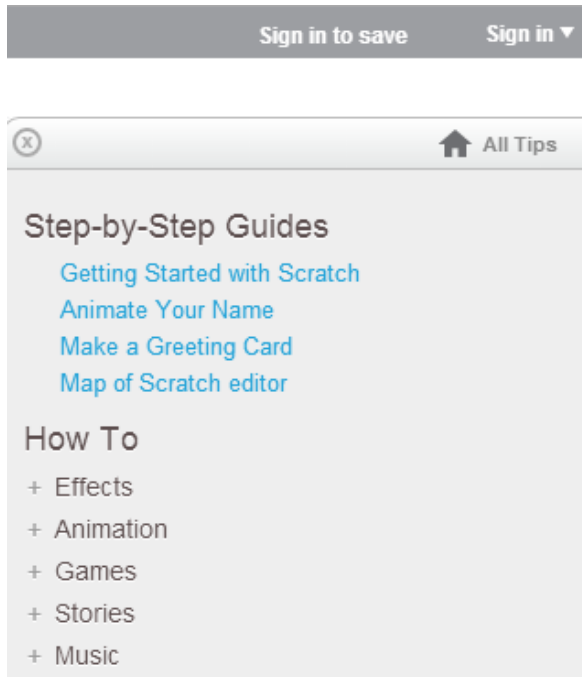 Sign in to save Sign in ▼
ⓧ All Tips
Step-by-Step Guides
Getting Started with Scratch
Animate Your Name
Make a Greeting Card
Map of Scratch editor
How To
+ Effects
+ Animation
+ Games
+ Stories
+ Music